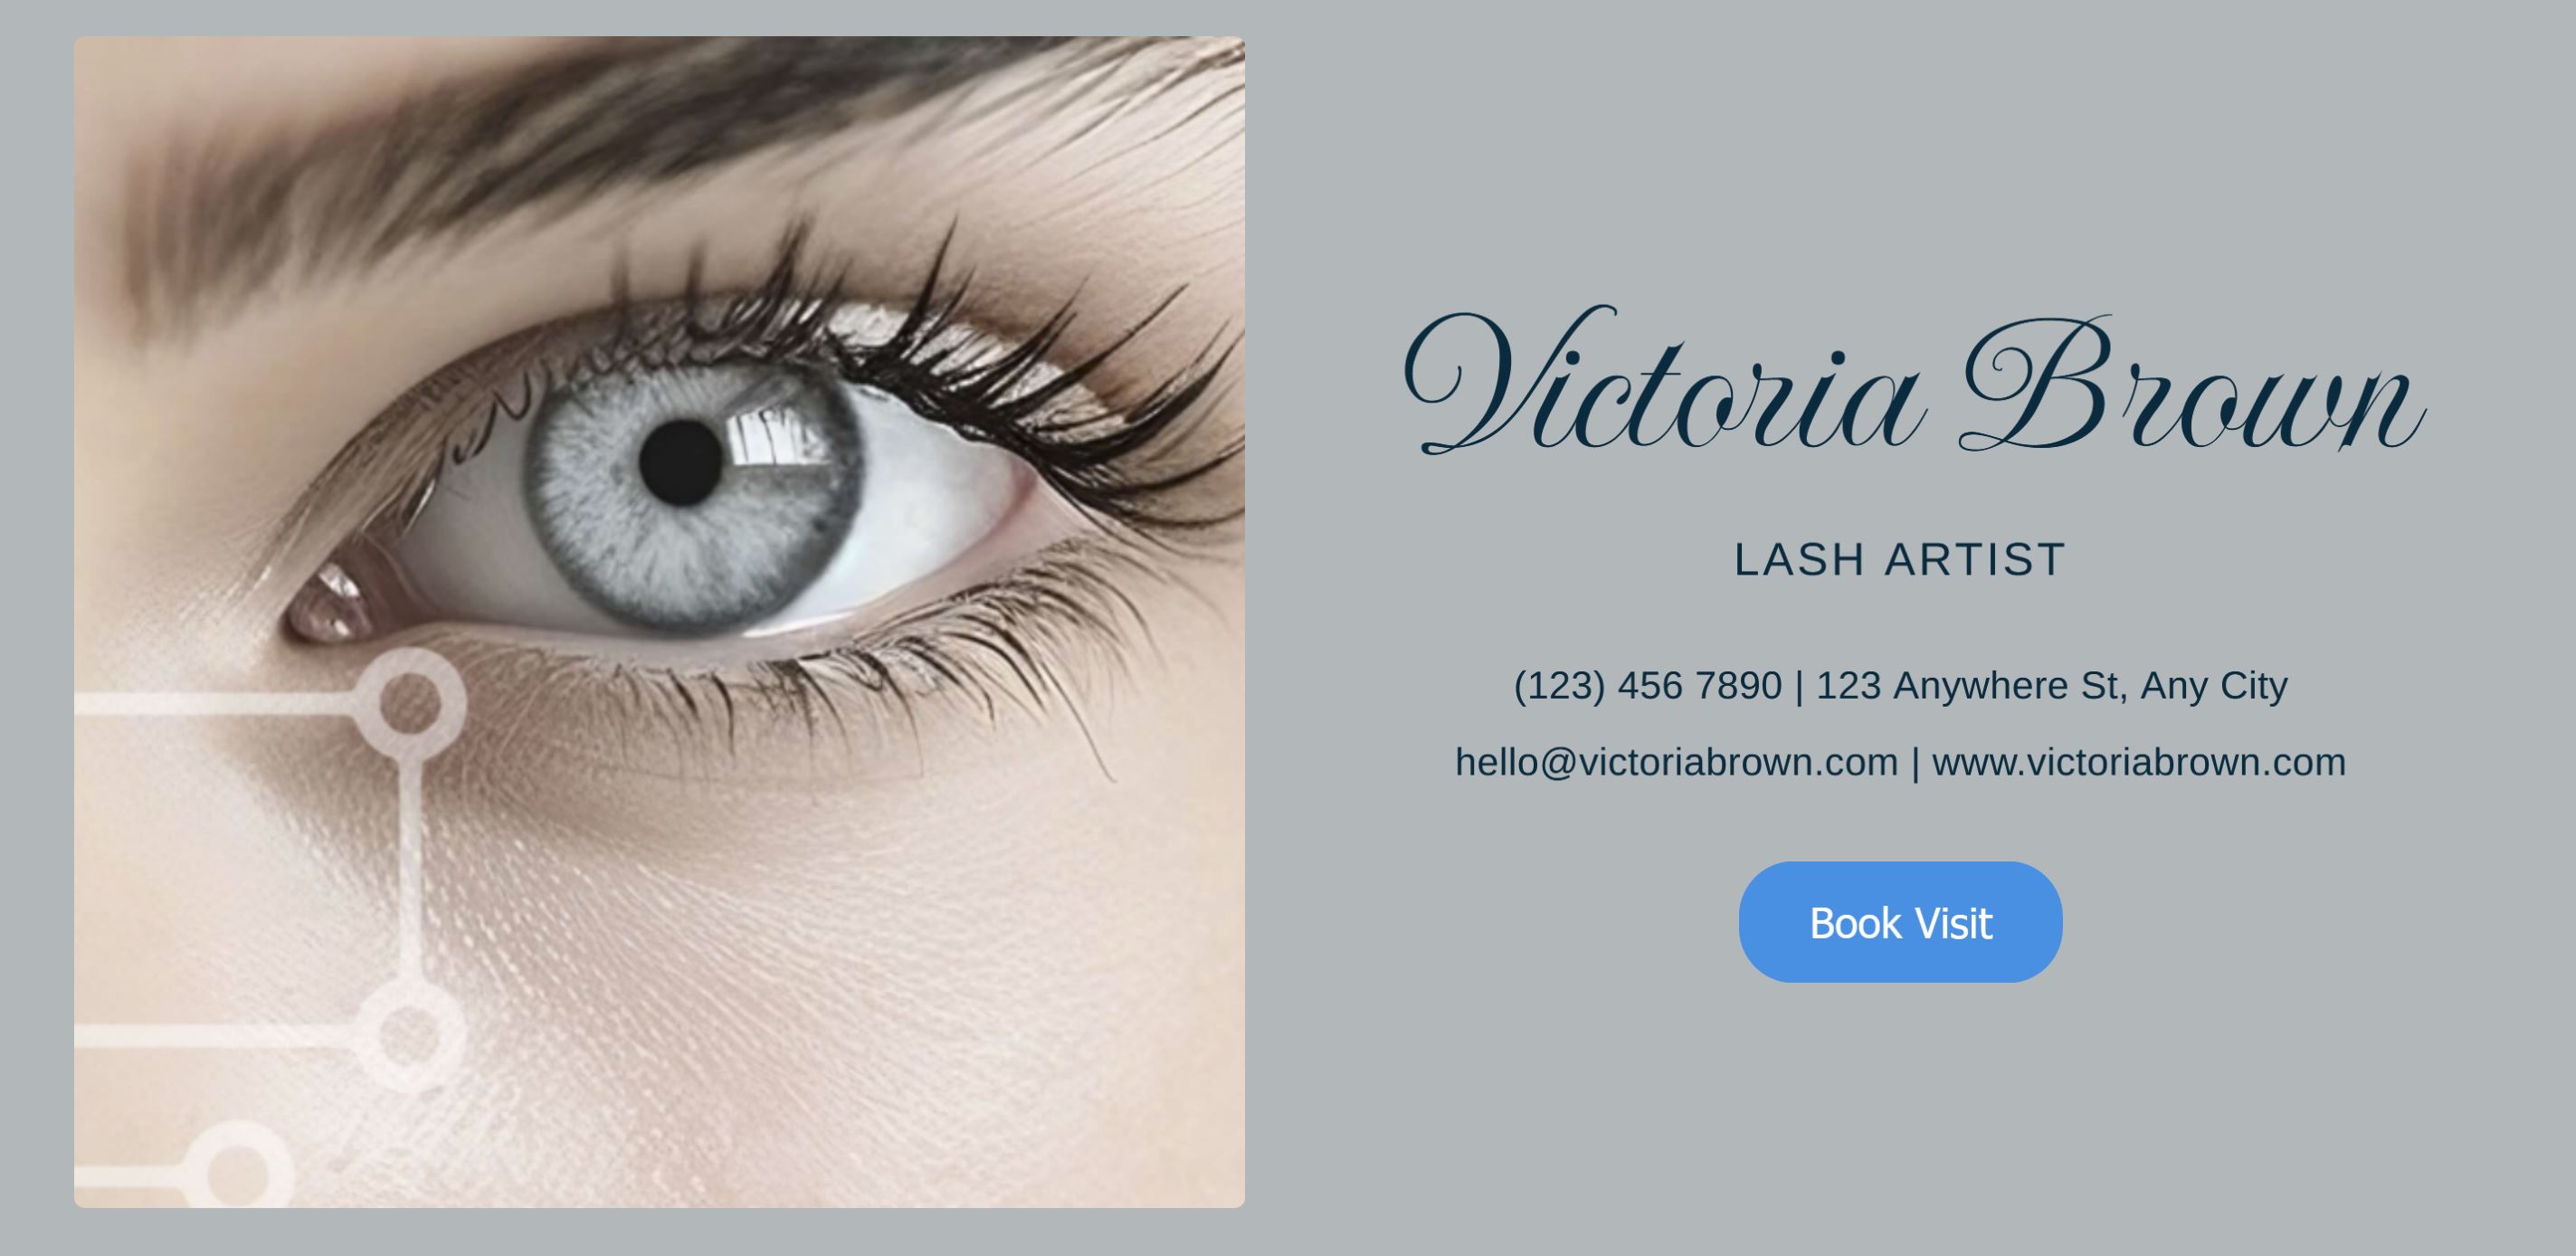 Victoria Brown
LASH ARTIST
(123) 456 7890 | 123 Anywhere St, Any City
hello@victoriabrown.com | www.victoriabrown.com
Book Visit